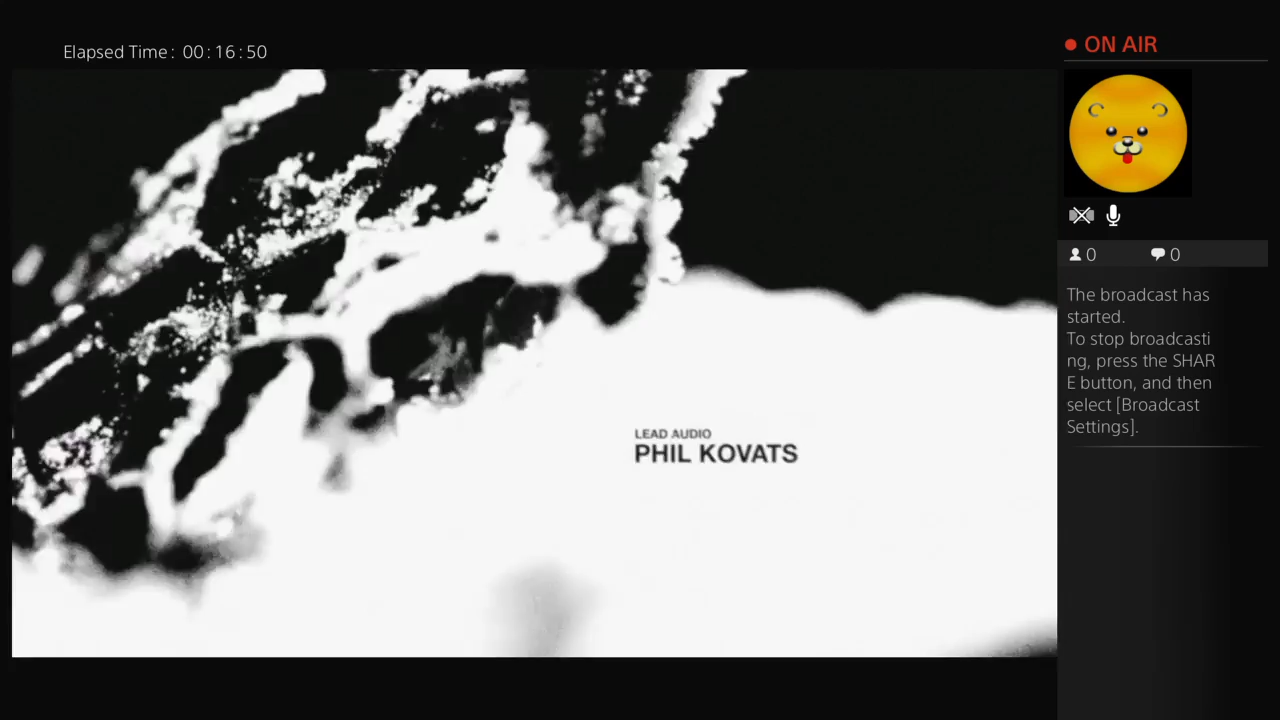 Elapsed Time: 00:16:50
ON AIR
0 0
The broadcast has
started.
To stop broadcasti
ng, press the SHAR
E button, and then
select [Broadcast
Settings].
LEAD AUDIO
PHIL KOVATS